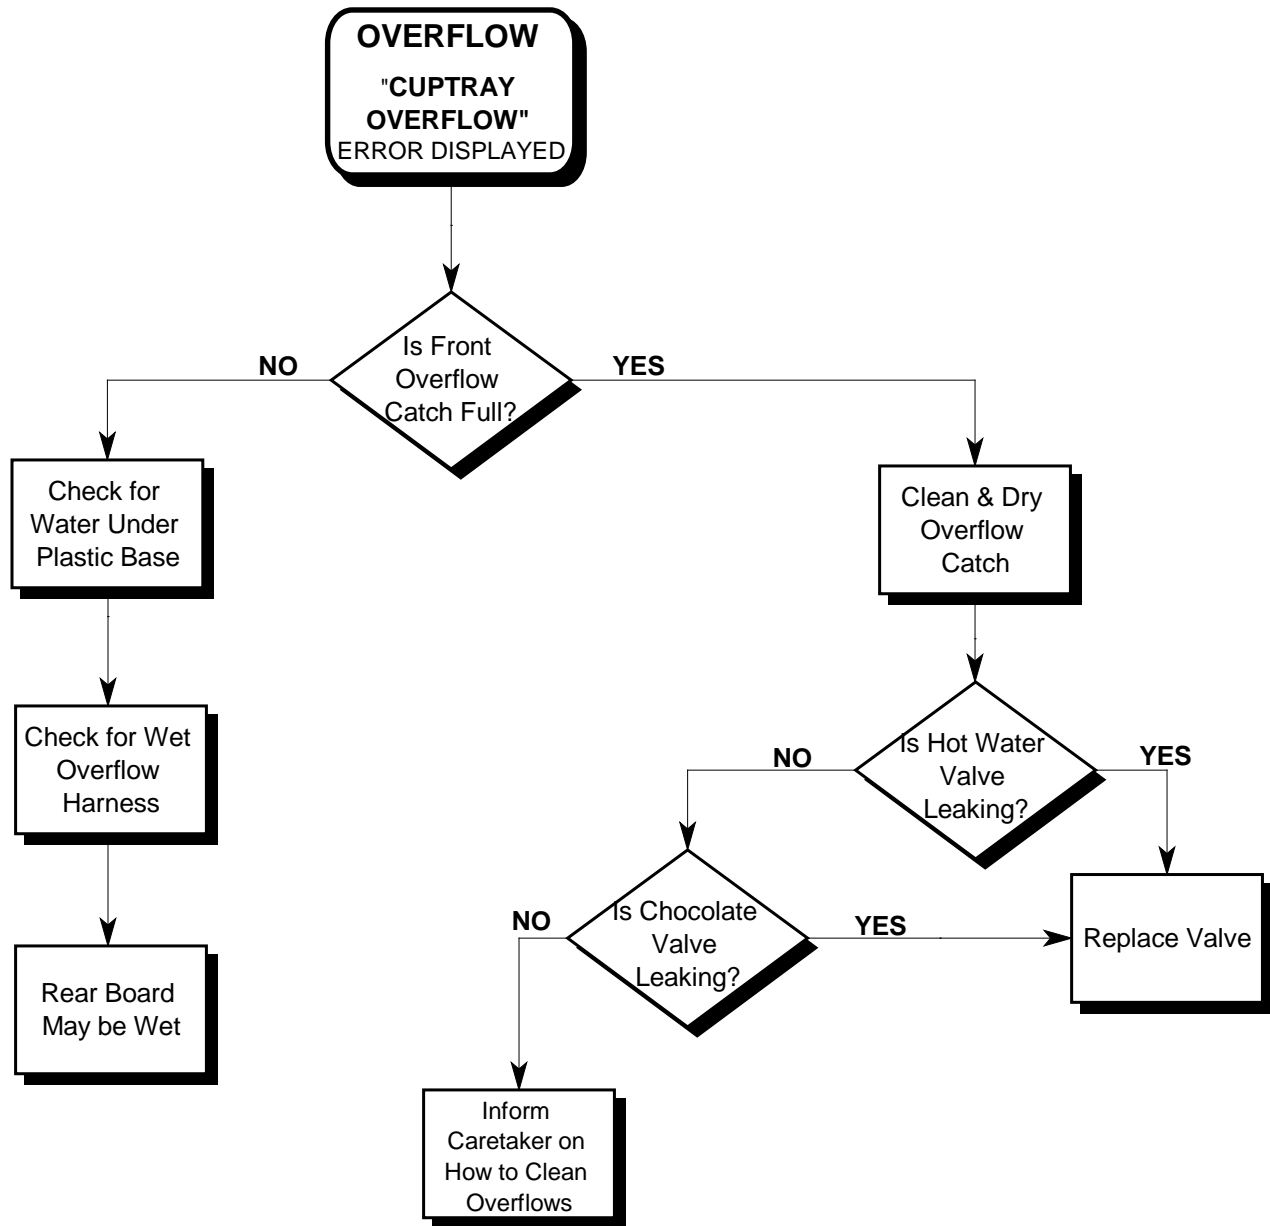 OVERFLOW
"CUPTRAY
OVERFLOW"
ERROR DISPLAYED
Is Front
Overflow
Catch Full?
NO
YES
Check for
Water Under
Plastic Base
Clean & Dry
Overflow
Catch
Check for Wet
Overflow
Harness
Is Hot Water
Valve
Leaking?
NO
YES
Is Chocolate
Valve
Leaking?
NO
YES
Replace Valve
Rear Board
May be Wet
Inform
Caretaker on
How to Clean
Overflows